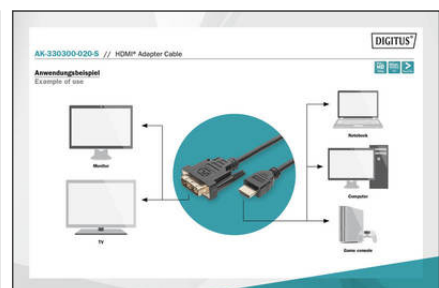 DIGITUS®
AK-330300-020-S // HDMI® Adapter Cable
Anwendungsbeispiel
Example of use
Monitor
TV
Notebook
Computer
Game console